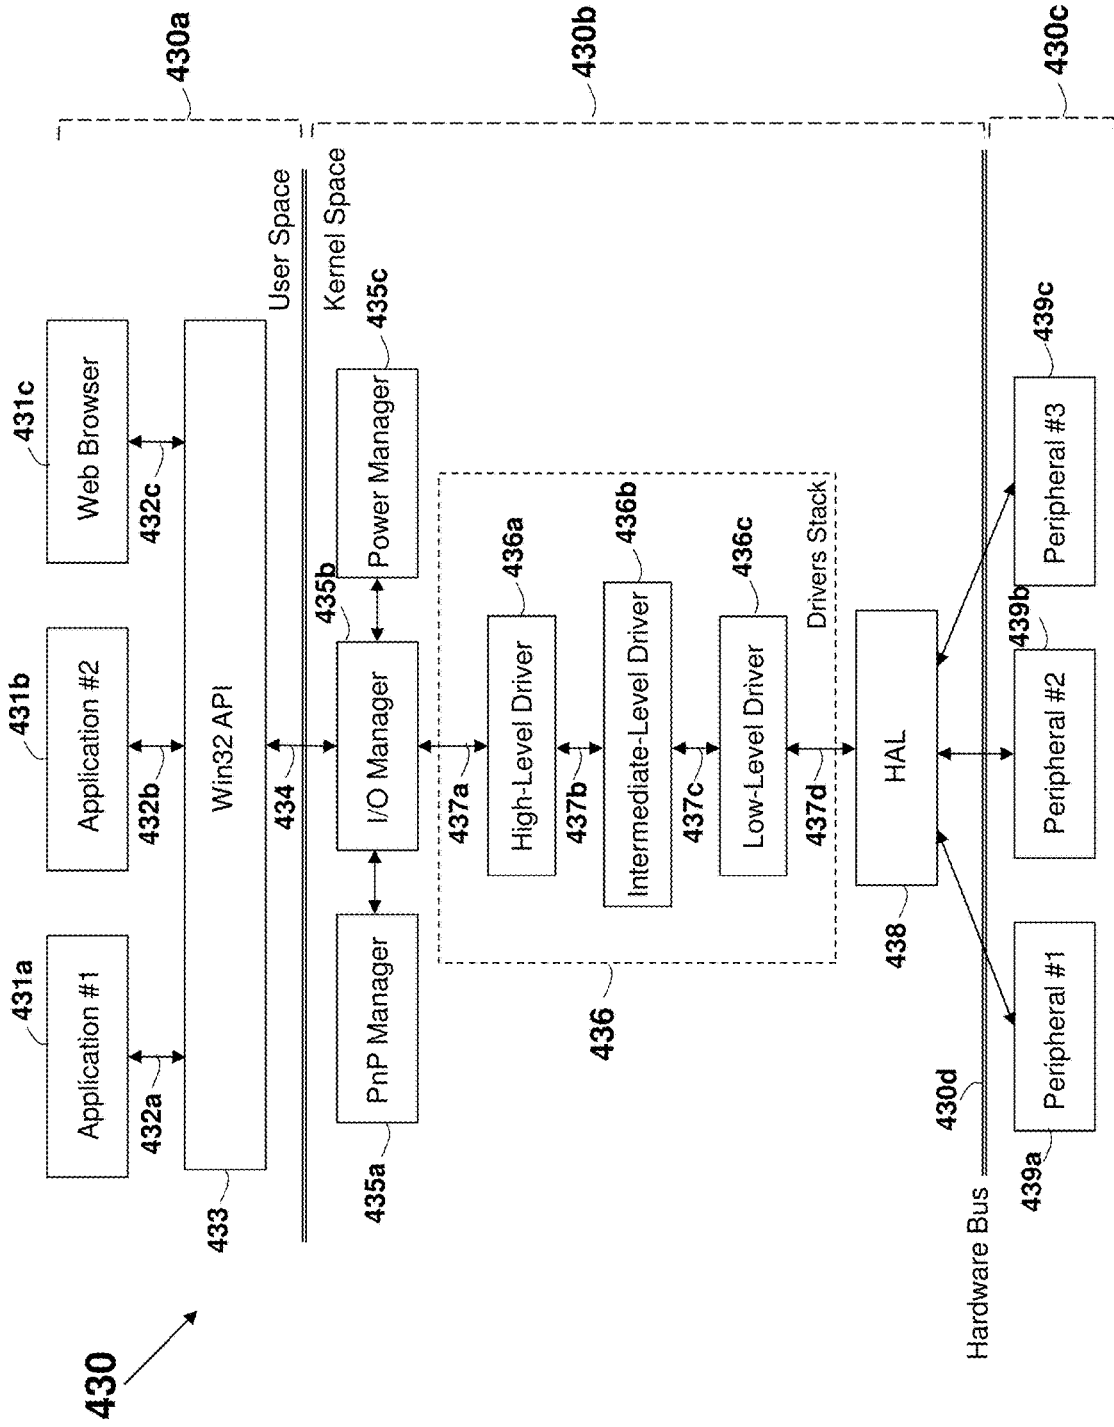 430
431a
Application #1
431b
Application #2
431c
Web Browser
430a
432a
432b
432c
433
Win32 API
User Space
434
Kernel Space
435a
PnP Manager
435b
I/O Manager
435c
Power Manager
430b
437a
436
High-Level Driver
436a
437b
Intermediate-Level Driver
436b
437c
Low-Level Driver
436c
Drivers Stack
437d
438
HAL
430d
Hardware Bus
439a
Peripheral #1
439b
Peripheral #2
439c
Peripheral #3
430c